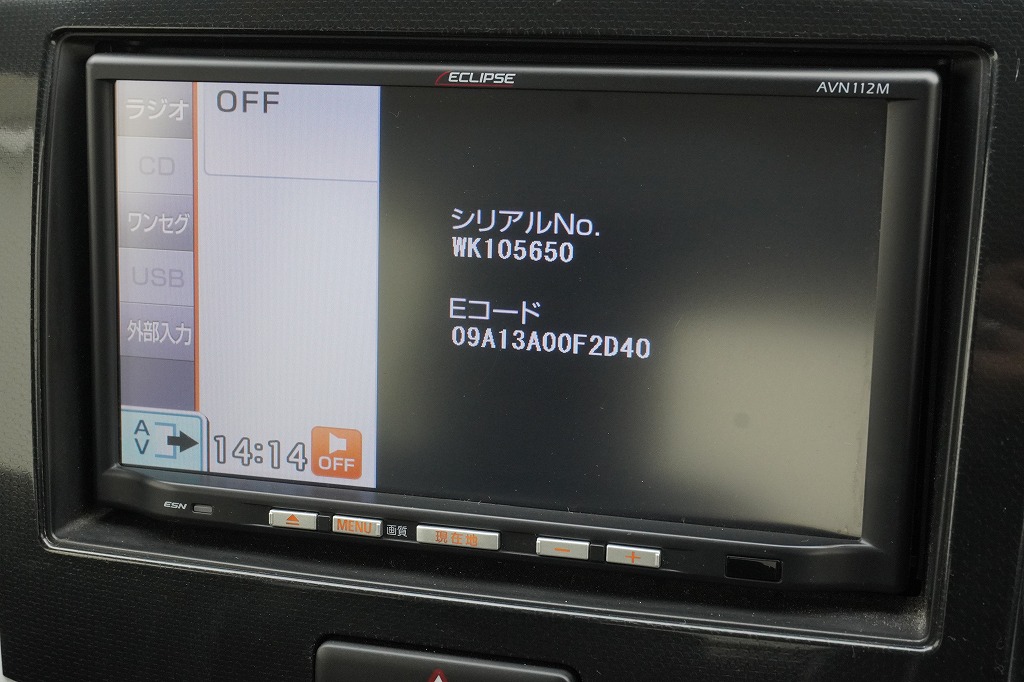 ECLIPSE
AVN112M
ラジオ
OFF
CD
ワンセグ
USB
外部入力
シリアルNo.
WK105650
Eコード
09A13A00F2D40
AV
14:14
OFF
ESN
MENU
画質
現在地